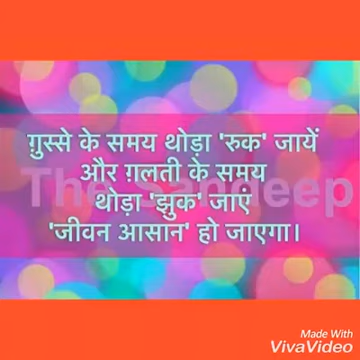 ग़ुस्से के समय थोड़ा 'रुक' जायें
और ग़लती के समय
थोड़ा 'झुक' जाएं
'जीवन आसान' हो जाएगा।
The Sandeep
Made With
VivaVideo